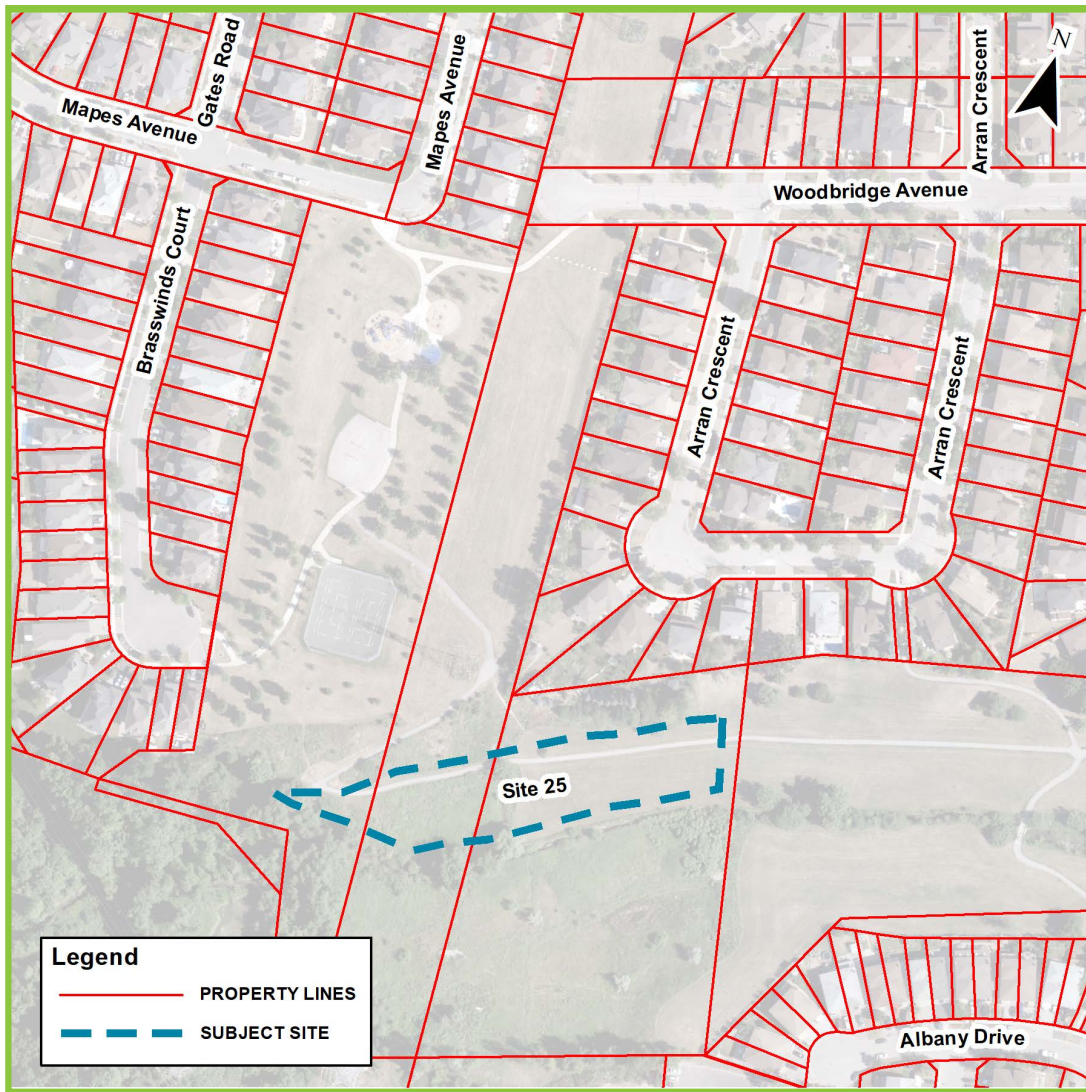 Gates Road
Mapes Avenue
Mapes Avenue
Arran Crescent
N
Woodbridge Avenue
Brasswinds Court
Arran Crescent
Arran Crescent
Site 25
Legend
PROPERTY LINES
SUBJECT SITE
Albany Drive